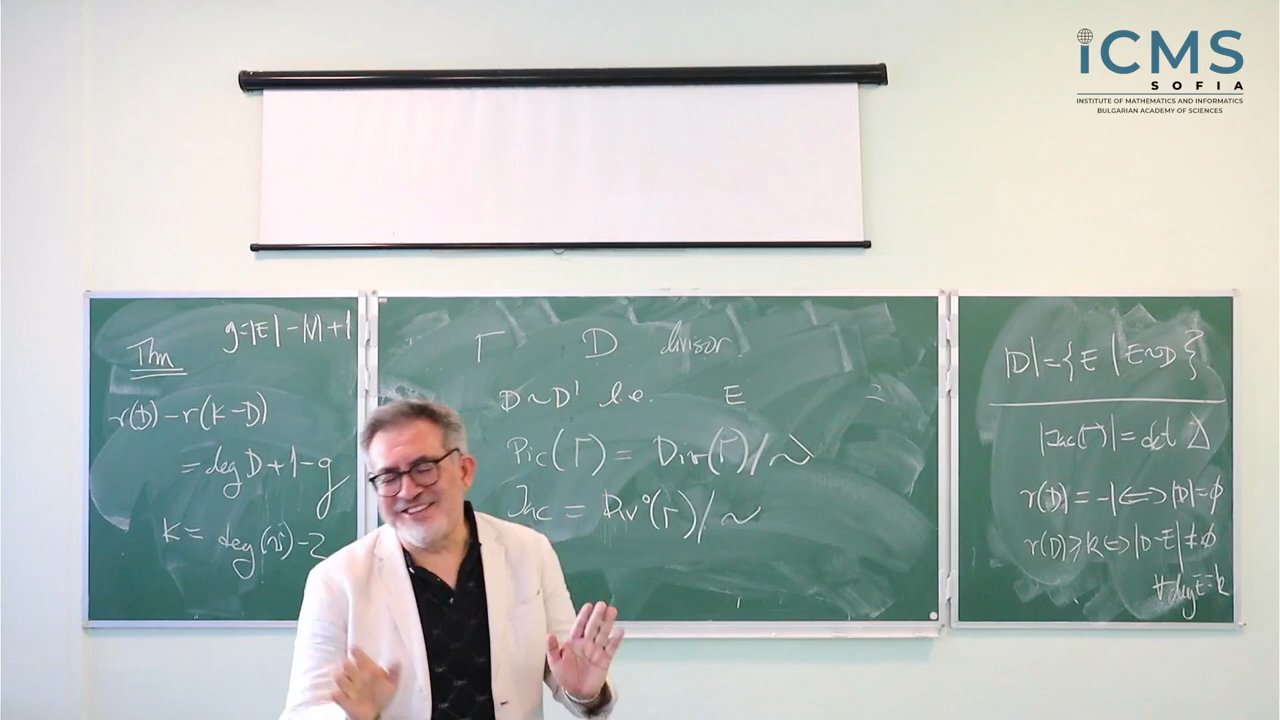 iCMS
SOFIA
INSTITUTE OF MATHEMATICS AND INFORMATICS
BULGARIAN ACADEMY OF SCIENCES
g=|E|-|V|+1
Thm
r(D)-r(K-D)
=deg D+1-g
K = deg(v)-2
Γ D divisor.
D~D' l.e. E
Pic(Γ) = Div(Γ)/~
Jac = Div⁰(Γ)/~
|D|={E | E~D}
|Jac(Γ)|=det Δ
r(D)=-1⟺|D|=∅
r(D)⩾k⟺|D-E|≠∅
∀deg E=k